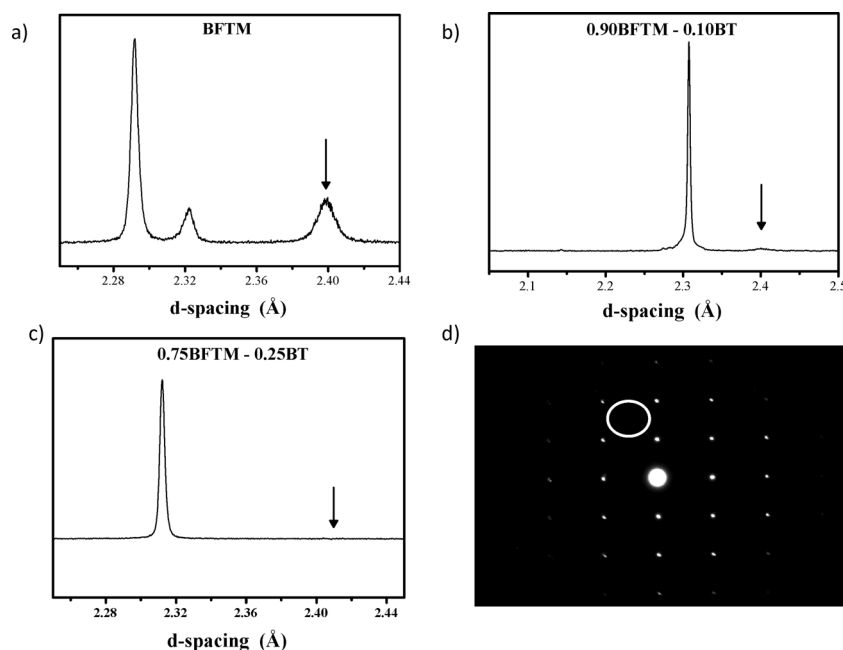 a)
BFTM
2.28
2.32
2.36
2.40
2.44
d-spacing (Å)
b)
0.90BFTM - 0.10BT
2.1
2.2
2.3
2.4
2.5
d-spacing (Å)
c)
0.75BFTM - 0.25BT
2.28
2.32
2.36
2.40
2.44
d-spacing (Å)
d)